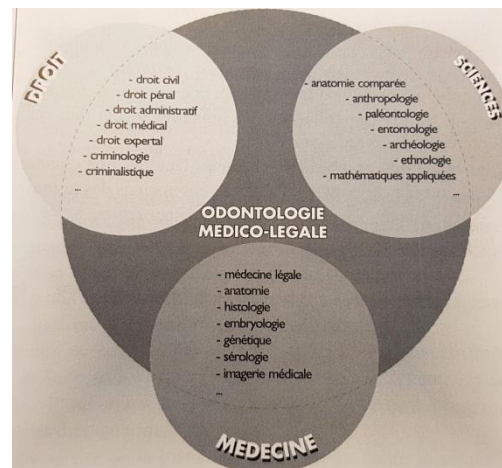 DROIT
- droit civil
- droit pénal
- droit administratif
- droit médical
- droit expertal
- criminologie
- criminalistique
...
SCIENCES
- anatomie comparée
- anthropologie
- paléontologie
- entomologie
- archéologie
- ethnologie
- mathématiques appliquées
...
ODONTOLOGIE
MEDICO-LEGALE
- médecine légale
- anatomie
- histologie
- embryologie
- génétique
- sérologie
- imagerie médicale
...
MEDECINE